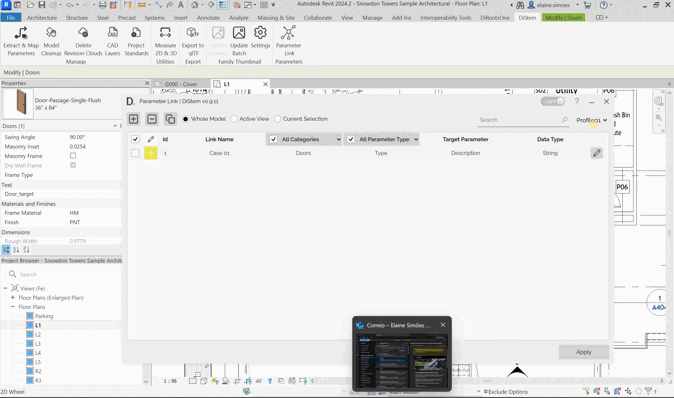 Autodesk Revit 2024.2 - Snowdon Towers Sample Architectural - Floor Plan: L1
elaine.simoes
File Architecture Structure Steel Precast Systems Insert Annotate Analyze Massing & Site Collaborate View Manage Add-Ins Interoperability Tools DiRootsOne DiStem Modify | Doors
Extract & Map Parameters
Model Cleanup
Delete Revision Clouds
CAD Layers
Project Standards
Measure 2D & 3D
Export to glTF
Update Batch
Settings
Parameter Link
Manage
Utilities
Export
Family Thumbnail
Parameters
Modify | Doors
Properties
G000 - Cover
L1
Door-Passage-Single-Flush
36" x 84"
Doors (1)
Edit Type
Swing Angle 90.00°
Masonry Inset 0.0254
Masonry Frame
Dry Wall Frame
Frame Type
Text
Door_target
Materials and Finishes
Frame Material HM
Finish PNT
Dimensions
Rough Width 0.9779
Project Browser - Snowdon Towers Sample Archite...
Search
Views (Fe)
Floor Plans (Enlarged Plan)
Floor Plans
Parking
L1
L2
L3
L4
L5
R2
R3
Parameter Link | DiStem v0.9.11
Light
Whole Model
Active View
Current Selection
Search
Profile01
Id
Link Name
All Categories
All Parameter Type
Target Parameter
Data Type
1
Case 01
Doors
Type
Description
String
Apply
Utility
P06
P06
1
Correio – Elaine Simões ...
1 : 96
Main Model
Exclude Options
2D Wheel